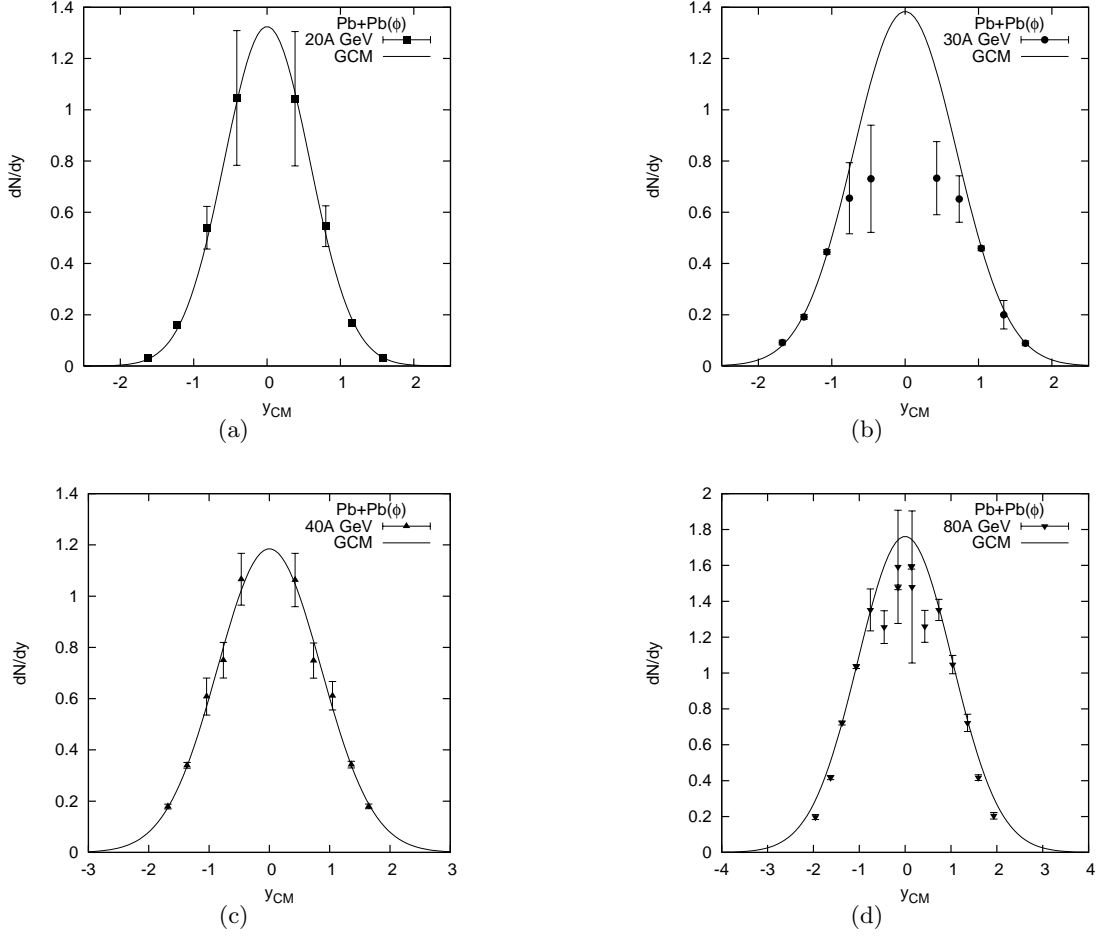 Pb+Pb(ϕ)
20A GeV
GCM
dN/dy
1.4
1.2
1
0.8
0.6
0.4
0.2
0
-2 -1 0 1 2
y_CM
(a)
Pb+Pb(ϕ)
30A GeV
GCM
dN/dy
1.4
1.2
1
0.8
0.6
0.4
0.2
0
-2 -1 0 1 2
y_CM
(b)
Pb+Pb(ϕ)
40A GeV
GCM
dN/dy
1.4
1.2
1
0.8
0.6
0.4
0.2
0
-3 -2 -1 0 1 2 3
y_CM
(c)
Pb+Pb(ϕ)
80A GeV
GCM
dN/dy
2
1.8
1.6
1.4
1.2
1
0.8
0.6
0.4
0.2
0
-4 -3 -2 -1 0 1 2 3 4
y_CM
(d)